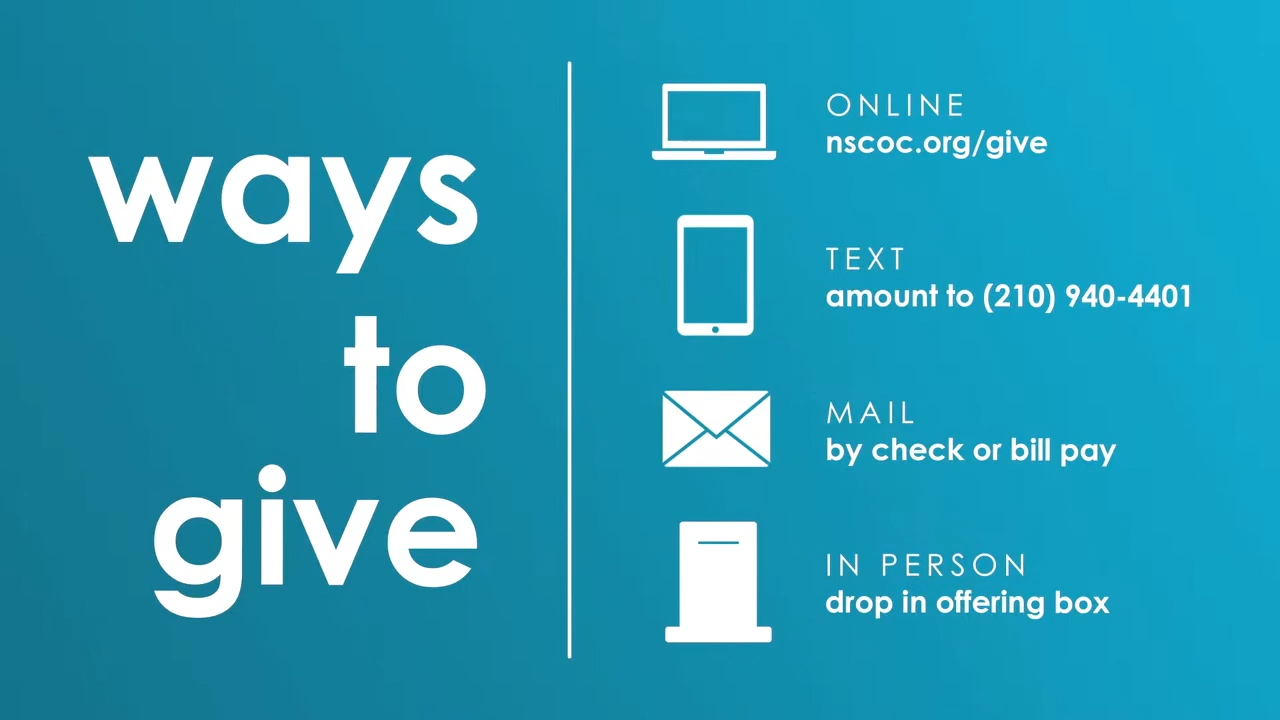 ways
to
give
ONLINE
nscoc.org/give
TEXT
amount to (210) 940-4401
MAIL
by check or bill pay
IN PERSON
drop in offering box